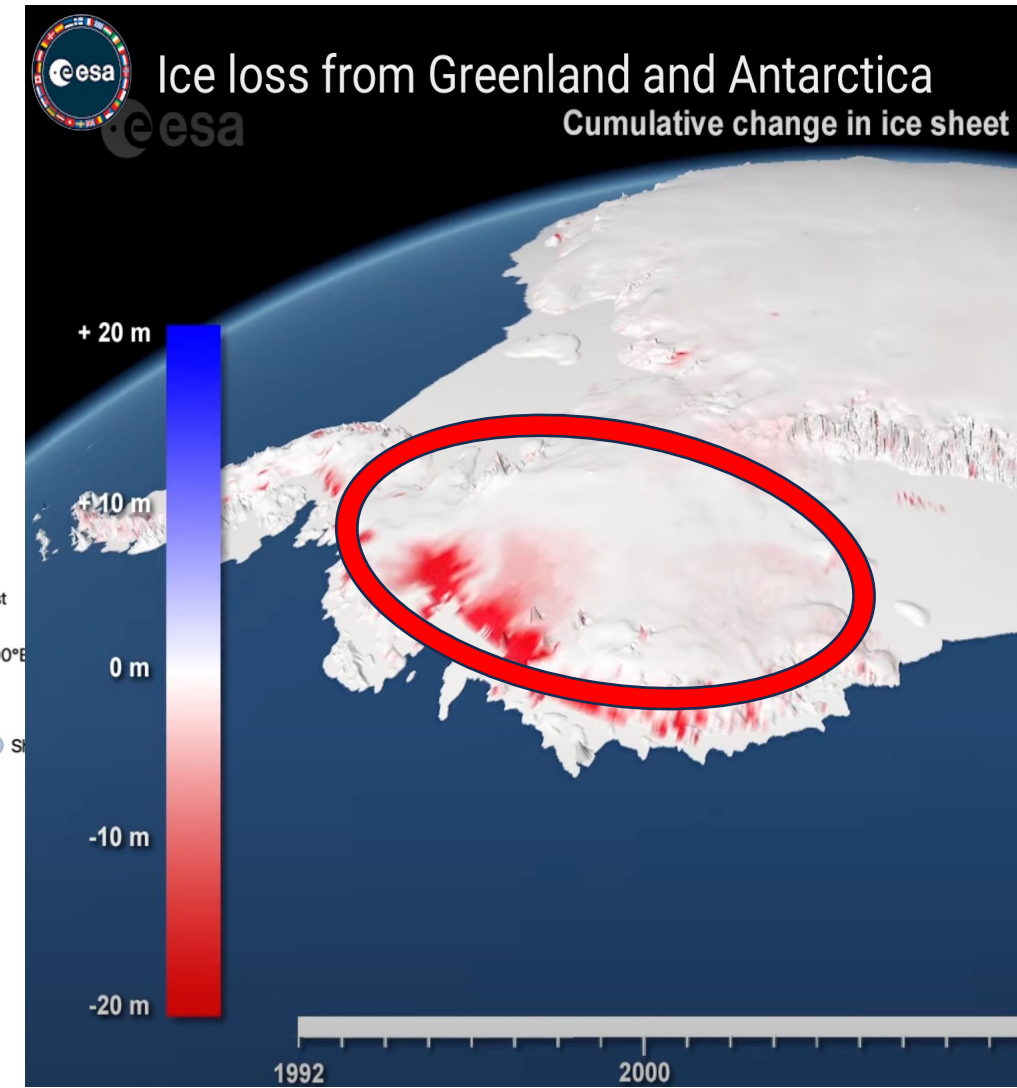 esa
Ice loss from Greenland and Antarctica
esa
Cumulative change in ice sheet
+ 20 m
+10 m
0 m
-10 m
-20 m
1992
2000